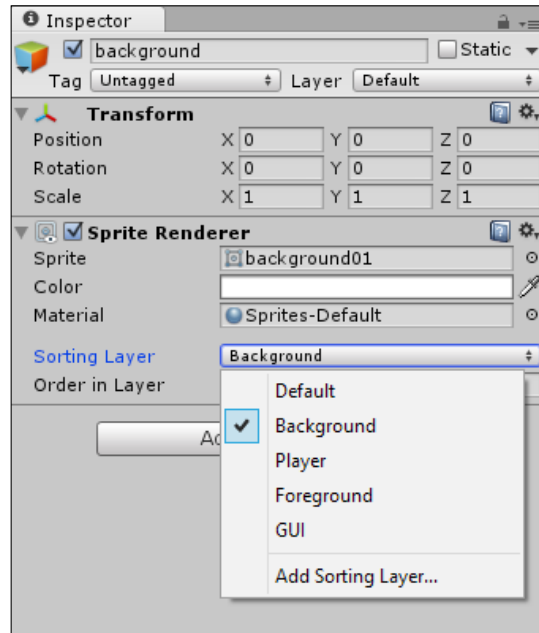 Inspector
background Static
Tag Untagged Layer Default
Transform
Position X 0 Y 0 Z 0
Rotation X 0 Y 0 Z 0
Scale X 1 Y 1 Z 1
Sprite Renderer
Sprite background01
Color
Material Sprites-Default
Sorting Layer Background
Order in Layer
Default
Background
Player
Foreground
GUI
Add Sorting Layer...